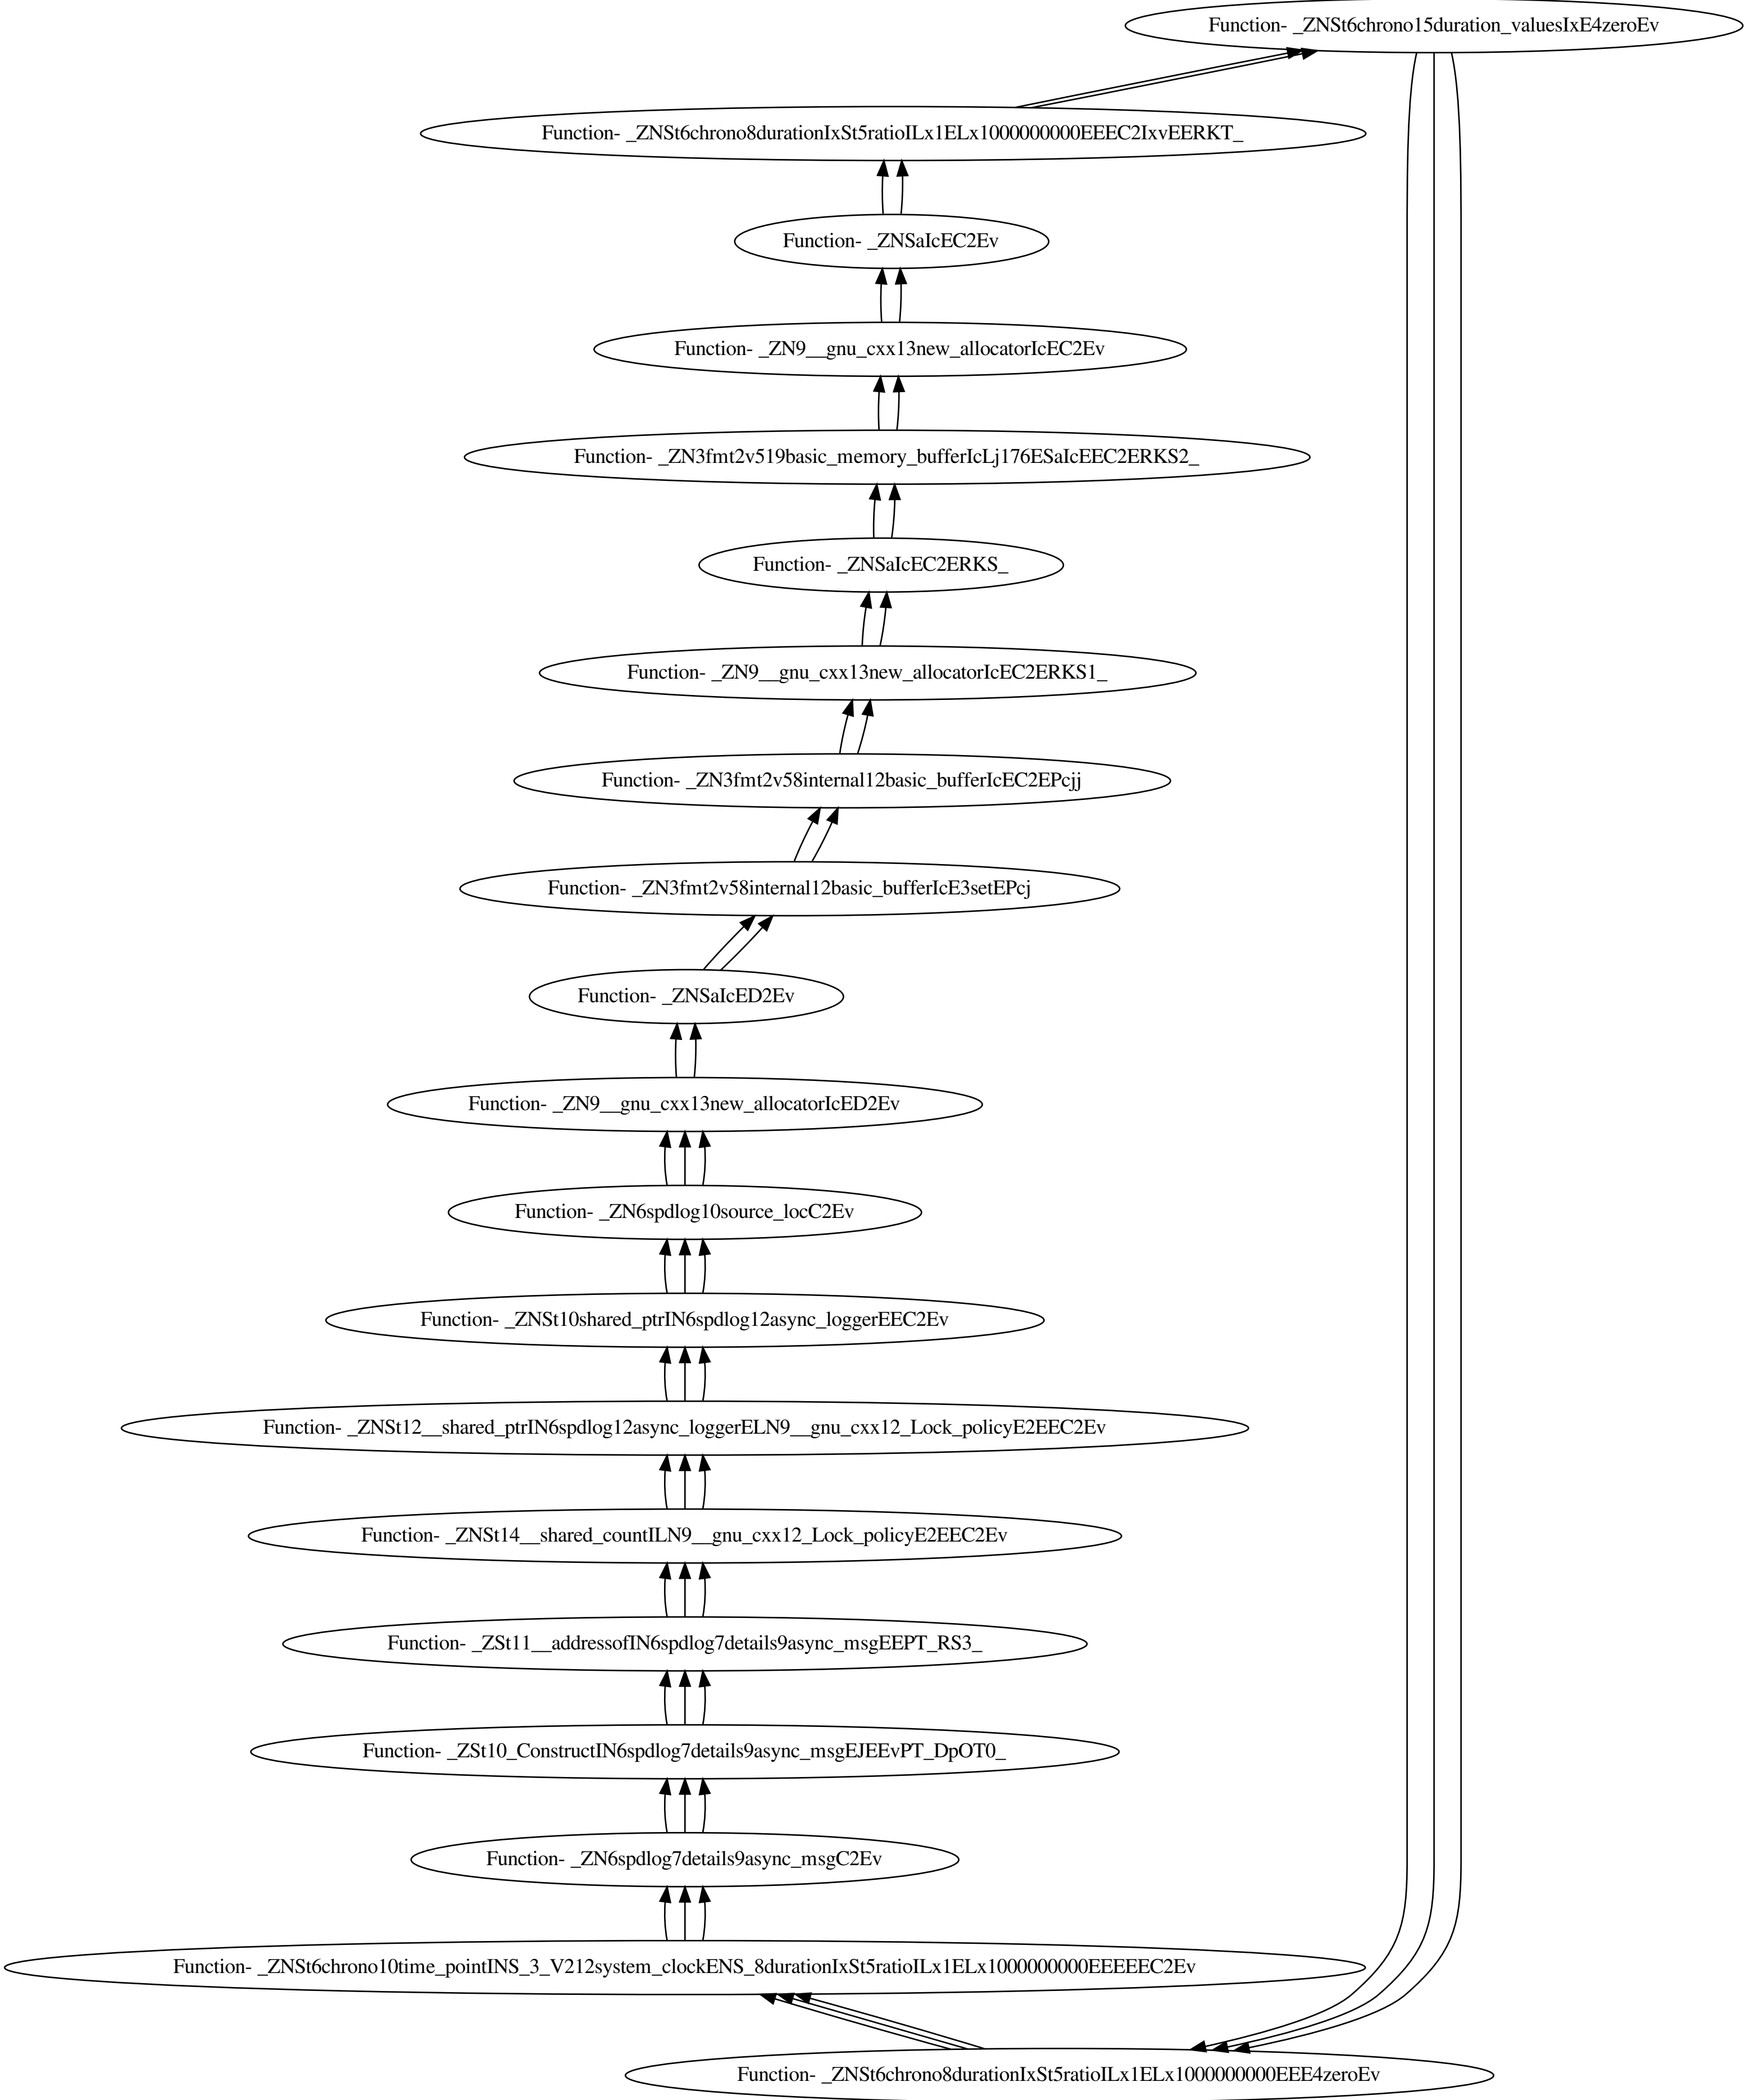 Function- _ZNSt6chrono15duration_valuesIxE4zeroEv
Function- _ZNSt6chrono8durationIxSt5ratioILx1ELx1000000000EEEC2IxvEERKT_
Function- _ZNSaIcEC2Ev
Function- _ZN9__gnu_cxx13new_allocatorIcEC2Ev
Function- _ZN3fmt2v519basic_memory_bufferIcLj176ESaIcEEC2ERKS2_
Function- _ZNSaIcEC2ERKS_
Function- _ZN9__gnu_cxx13new_allocatorIcEC2ERKS1_
Function- _ZN3fmt2v58internal12basic_bufferIcEC2EPcjj
Function- _ZN3fmt2v58internal12basic_bufferIcE3setEPcj
Function- _ZNSaIcED2Ev
Function- _ZN9__gnu_cxx13new_allocatorIcED2Ev
Function- _ZN6spdlog10source_locC2Ev
Function- _ZNSt10shared_ptrIN6spdlog12async_loggerEEC2Ev
Function- _ZNSt12__shared_ptrIN6spdlog12async_loggerELN9__gnu_cxx12_Lock_policyE2EEC2Ev
Function- _ZNSt14__shared_countILN9__gnu_cxx12_Lock_policyE2EEC2Ev
Function- _ZSt11__addressofIN6spdlog7details9async_msgEEPT_RS3_
Function- _ZSt10_ConstructIN6spdlog7details9async_msgEJEEvPT_DpOT0_
Function- _ZN6spdlog7details9async_msgC2Ev
Function- _ZNSt6chrono10time_pointINS_3_V212system_clockENS_8durationIxSt5ratioILx1ELx1000000000EEEEEC2Ev
Function- _ZNSt6chrono8durationIxSt5ratioILx1ELx1000000000EEE4zeroEv